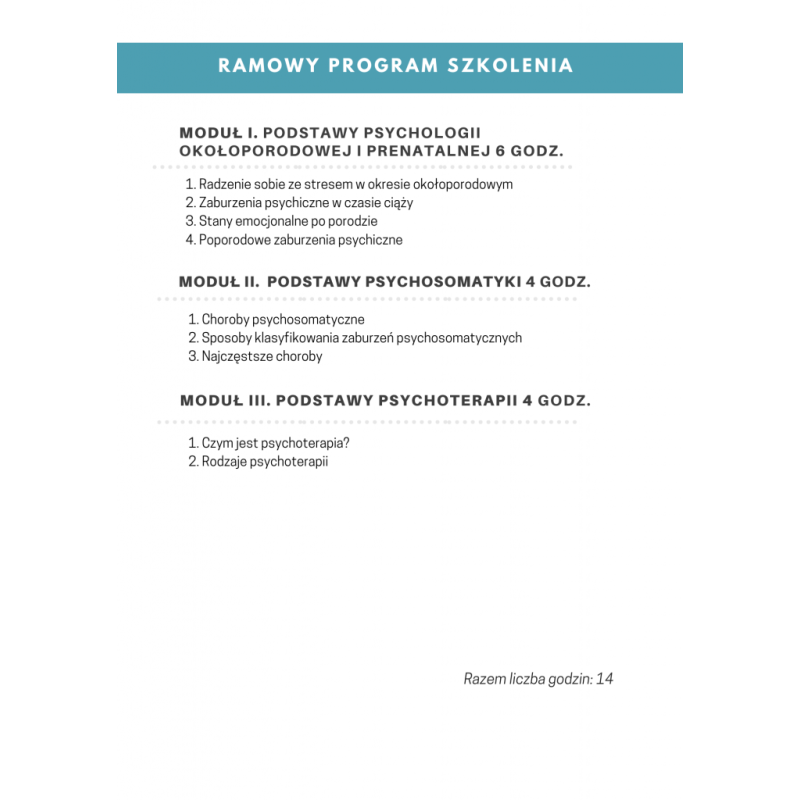 RAMOWY PROGRAM SZKOLENIA
MODUŁ I. PODSTAWY PSYCHOLOGII
OKOŁOPORODOWEJ I PRENATALNEJ 6 GODZ.
1. Radzenie sobie ze stresem w okresie okołoporodowym
2. Zaburzenia psychiczne w czasie ciąży
3. Stany emocjonalne po porodzie
4. Poporodowe zaburzenia psychiczne
MODUŁ II. PODSTAWY PSYCHOSOMATYKI 4 GODZ.
1. Choroby psychosomatyczne
2. Sposoby klasyfikowania zaburzeń psychosomatycznych
3. Najczęstsze choroby
MODUŁ III. PODSTAWY PSYCHOTERAPII 4 GODZ.
1. Czym jest psychoterapia?
2. Rodzaje psychoterapii
Razem liczba godzin: 14